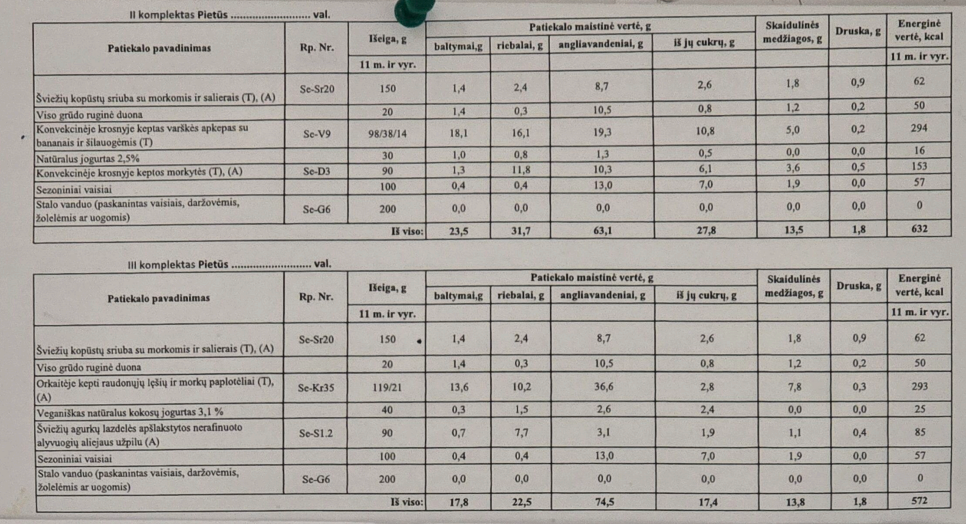 II komplektas Pietūs ........................... val.
Patiekalo pavadinimas Rp. Nr. Išeiga, g Patiekalo maistinė vertė, g Skaidulinės medžiagos, g Druska, g Energinė vertė, kcal
baltymai,g riebalai, g angliavandeniai, g iš jų cukrų, g
11 m. ir vyr. 11 m. ir vyr.
Šviežių kopūstų sriuba su morkomis ir salierais (T), (A) Se-Sr20 150 1,4 2,4 8,7 2,6 1,8 0,9 62
Viso grūdo ruginė duona 20 1,4 0,3 10,5 0,8 1,2 0,2 50
Konvekcinėje krosnyje keptas varškės apkepas su
bananais ir šilauogėmis (T) Se-V9 98/38/14 18,1 16,1 19,3 10,8 5,0 0,2 294
Natūralus jogurtas 2,5% 30 1,0 0,8 1,3 0,5 0,0 0,0 16
Konvekcinėje krosnyje keptos morkytės (T), (A) Se-D3 90 1,3 11,8 10,3 6,1 3,6 0,5 153
Sezoniniai vaisiai 100 0,4 0,4 13,0 7,0 1,9 0,0 57
Stalo vanduo (paskanintas vaisiais, daržovėmis,
žolelėmis ar uogomis) Se-G6 200 0,0 0,0 0,0 0,0 0,0 0,0 0
Iš viso: 23,5 31,7 63,1 27,8 13,5 1,8 632
III komplektas Pietūs ........................... val.
Patiekalo pavadinimas Rp. Nr. Išeiga, g Patiekalo maistinė vertė, g Skaidulinės medžiagos, g Druska, g Energinė vertė, kcal
baltymai,g riebalai, g angliavandeniai, g iš jų cukrų, g
11 m. ir vyr. 11 m. ir vyr.
Šviežių kopūstų sriuba su morkomis ir salierais (T), (A) Se-Sr20 150 1,4 2,4 8,7 2,6 1,8 0,9 62
Viso grūdo ruginė duona 20 1,4 0,3 10,5 0,8 1,2 0,2 50
Orkaitėje kepti raudonųjų lęšių ir morkų paplotėliai (T),
(A) Se-Kr35 119/21 13,6 10,2 36,6 2,8 7,8 0,3 293
Veganiškas natūralus kokosų jogurtas 3,1 % 40 0,3 1,5 2,6 2,4 0,0 0,0 25
Šviežių agurkų lazdelės apšlakstytos nerafinuoto
alyvuogių aliejaus užpilu (A) Se-S1.2 90 0,7 7,7 3,1 1,9 1,1 0,4 85
Sezoniniai vaisiai 100 0,4 0,4 13,0 7,0 1,9 0,0 57
Stalo vanduo (paskanintas vaisiais, daržovėmis,
žolelėmis ar uogomis) Se-G6 200 0,0 0,0 0,0 0,0 0,0 0,0 0
Iš viso: 17,8 22,5 74,5 17,4 13,8 1,8 572